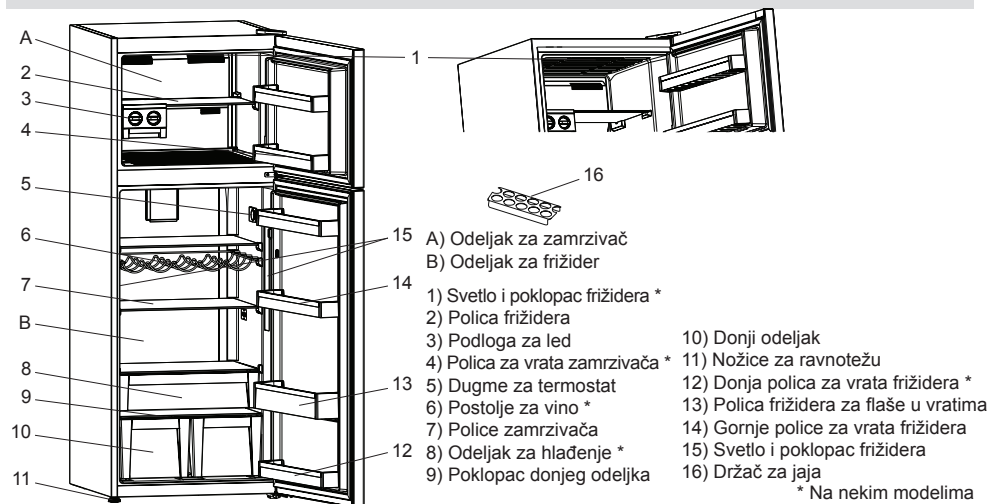 A
2
3
4
5
6
7
B
8
9
10
11
1
16
15
14
13
12
A) Odeljak za zamrzivač
B) Odeljak za frižider
1) Svetlo i poklopac frižidera *
2) Polica frižidera
3) Podloga za led
4) Polica za vrata zamrzivača *
5) Dugme za termostat
6) Postolje za vino *
7) Police zamrzivača
8) Odeljak za hlađenje *
9) Poklopac donjeg odeljka
10) Donji odeljak
11) Nožice za ravnotežu
12) Donja polica za vrata frižidera *
13) Polica frižidera za flaše u vratima
14) Gornje police za vrata frižidera
15) Svetlo i poklopac frižidera
16) Držač za jaja
* Na nekim modelima